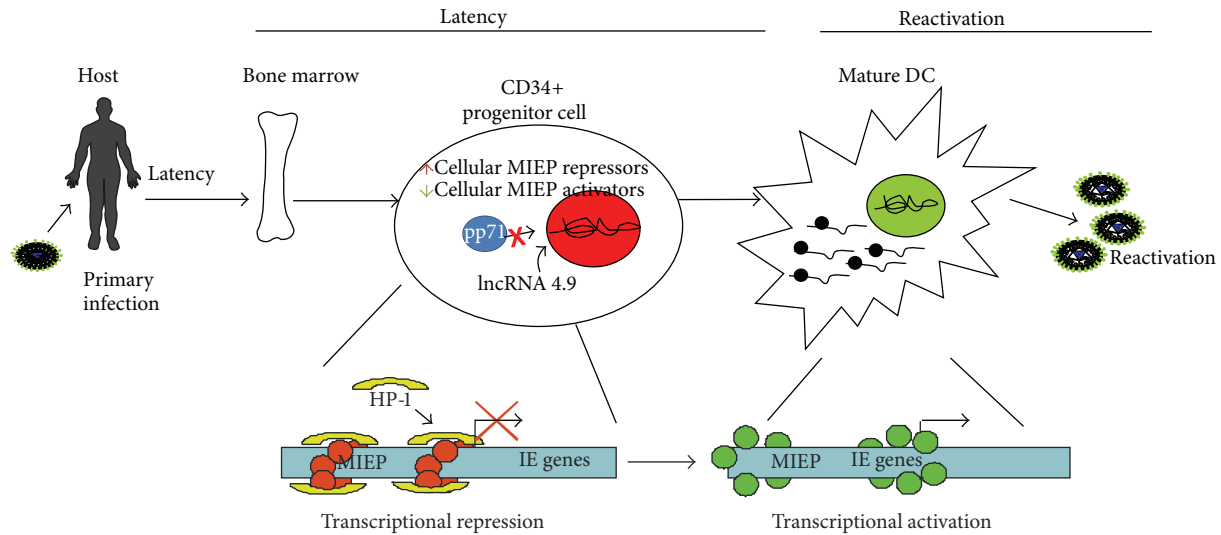 Latency
Reactivation
Host
Bone marrow
CD34+
progenitor cell
Mature DC
Latency
↑Cellular MIEP repressors
↓Cellular MIEP activators
pp71
lncRNA 4.9
Primary
infection
Reactivation
HP-1
MIEP
IE genes
MIEP
IE genes
Transcriptional repression
Transcriptional activation